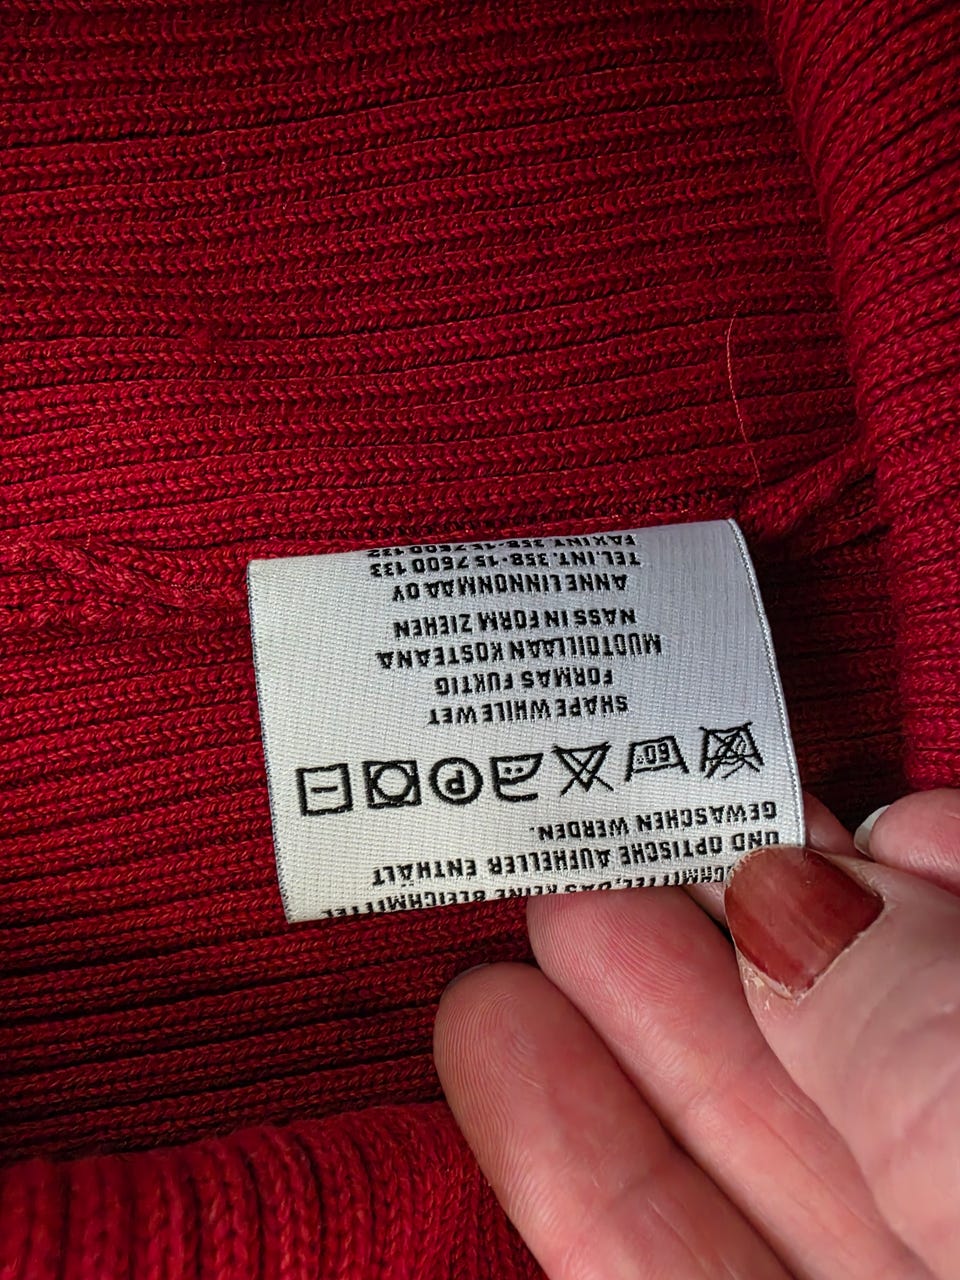 CHMITTEL, DAS KEINE BLEICHMITTEL
UND OPTISCHE AUFHELLER ENTHÄLT
GEWASCHEN WERDEN.
60° P
SHAPE WHILE WET
FORMAS FUKTIG
MUOTOILLAAN KOSTEANA
NASS IN FORM ZIEHEN
ANNE LINNONMAA OY
TEL.INT. 358-15 7600 133
FAX.INT. 358-15 7600 132